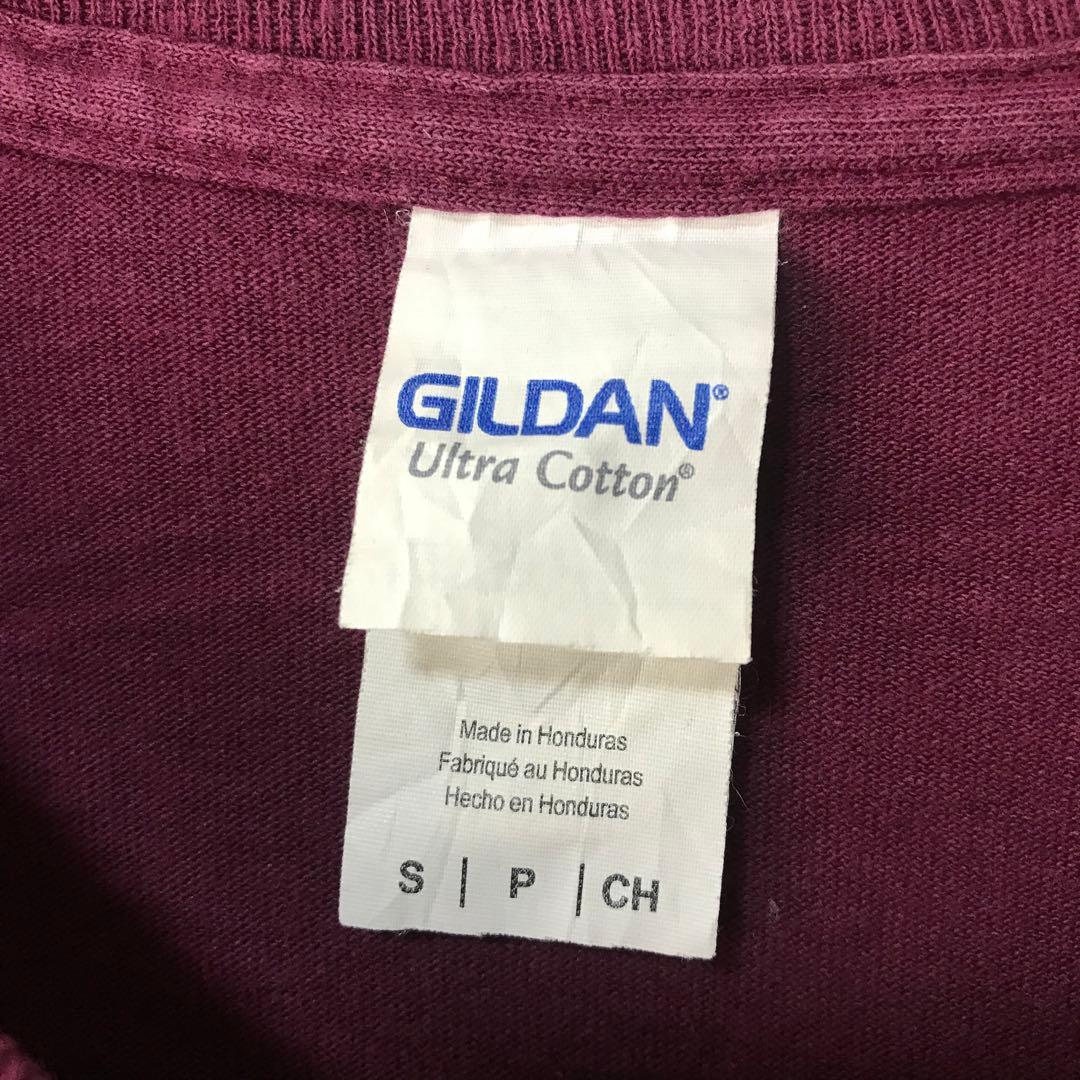 GILDAN®
Ultra Cotton®
Made in Honduras
Fabriqué au Honduras
Hecho en Honduras
S | P | CH